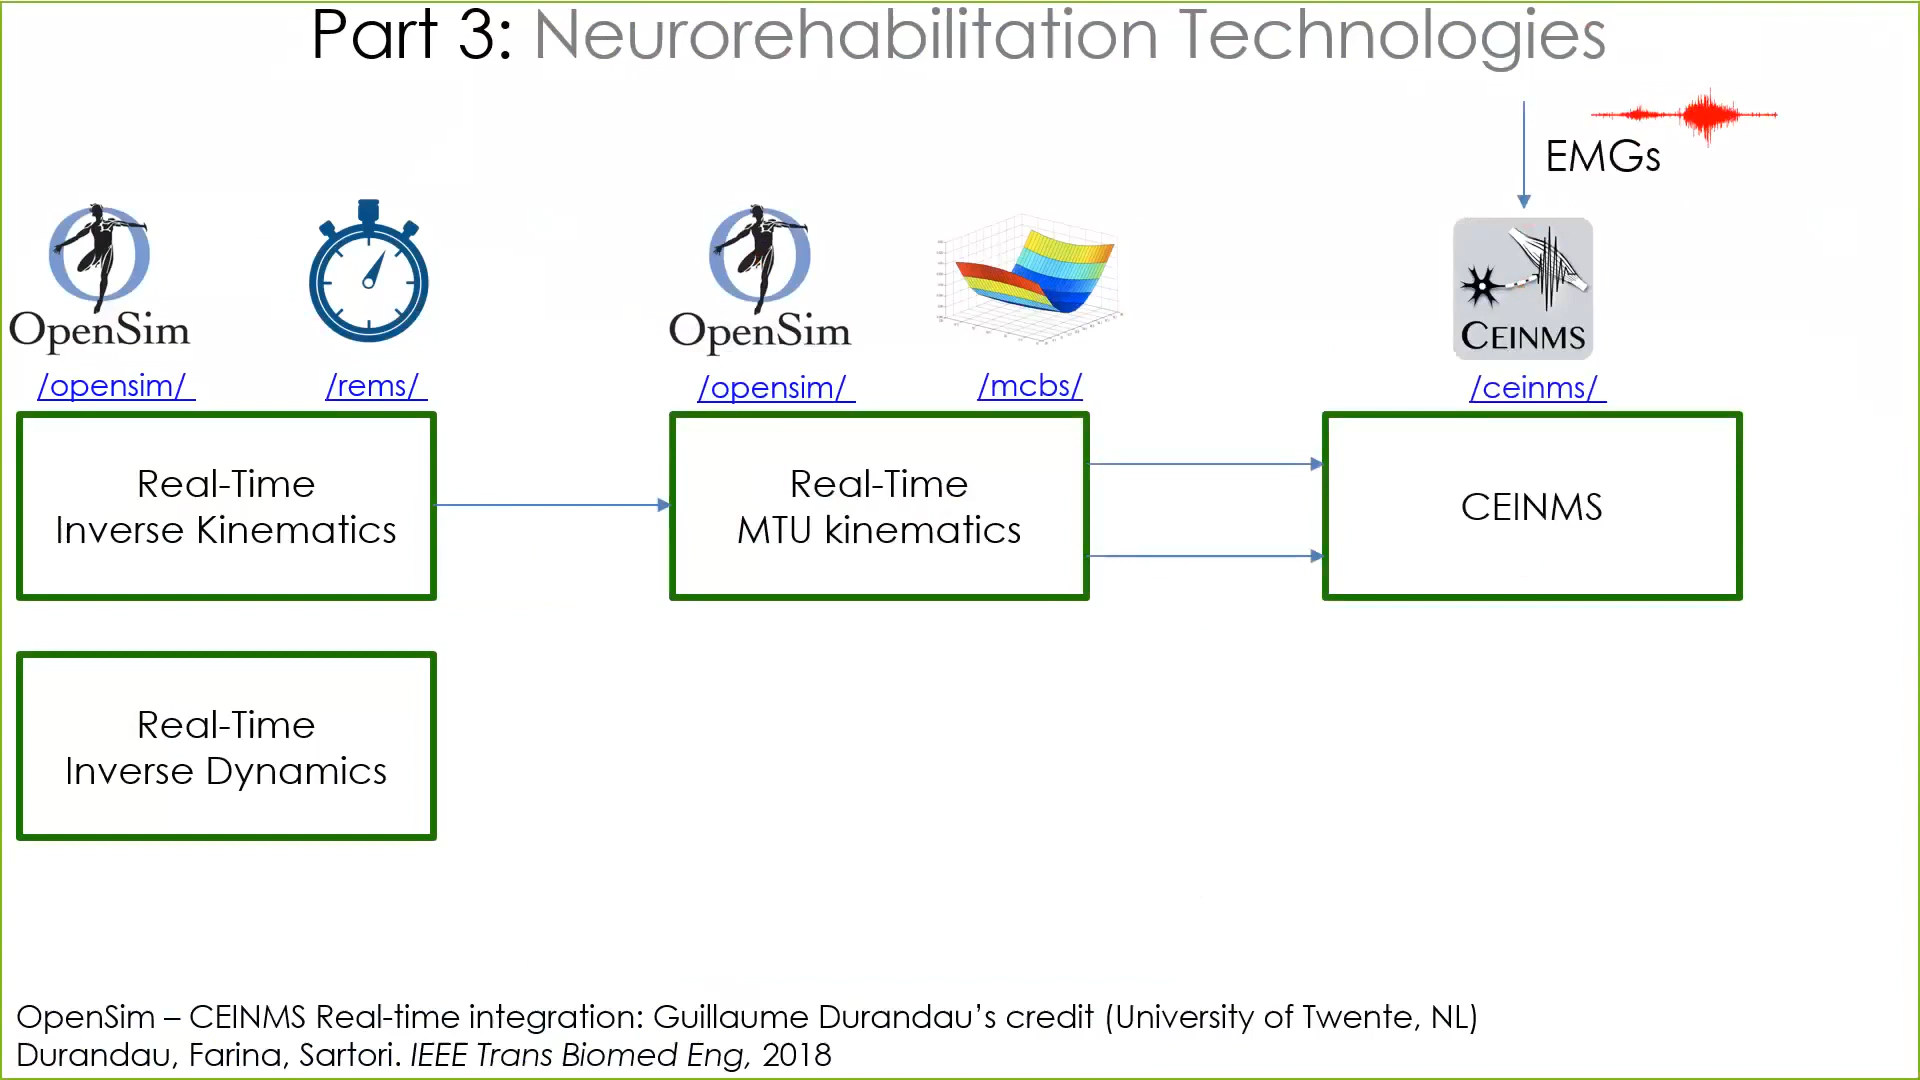 Part 3: Neurorehabilitation Technologies
EMGs
OpenSim
OpenSim
CEINMS
/opensim/
/rems/
/opensim/
/mcbs/
/ceinms/
Real-Time
Inverse Kinematics
Real-Time
MTU kinematics
CEINMS
Real-Time
Inverse Dynamics
OpenSim – CEINMS Real-time integration: Guillaume Durandau’s credit (University of Twente, NL)
Durandau, Farina, Sartori. IEEE Trans Biomed Eng, 2018